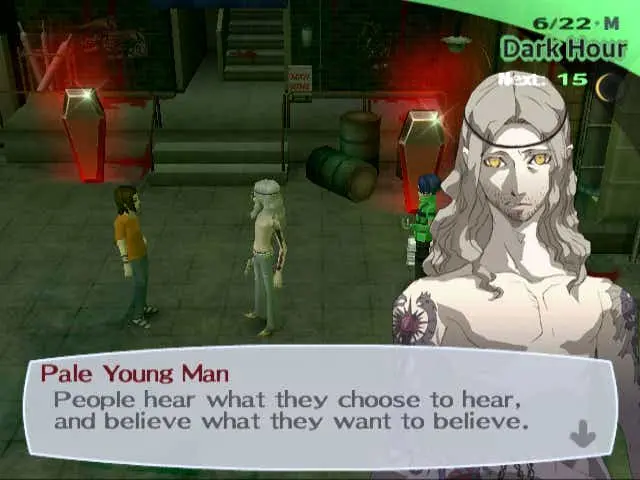 6/22·M
Dark Hour
Next: 15
Pale Young Man
People hear what they choose to hear,
and believe what they want to believe.